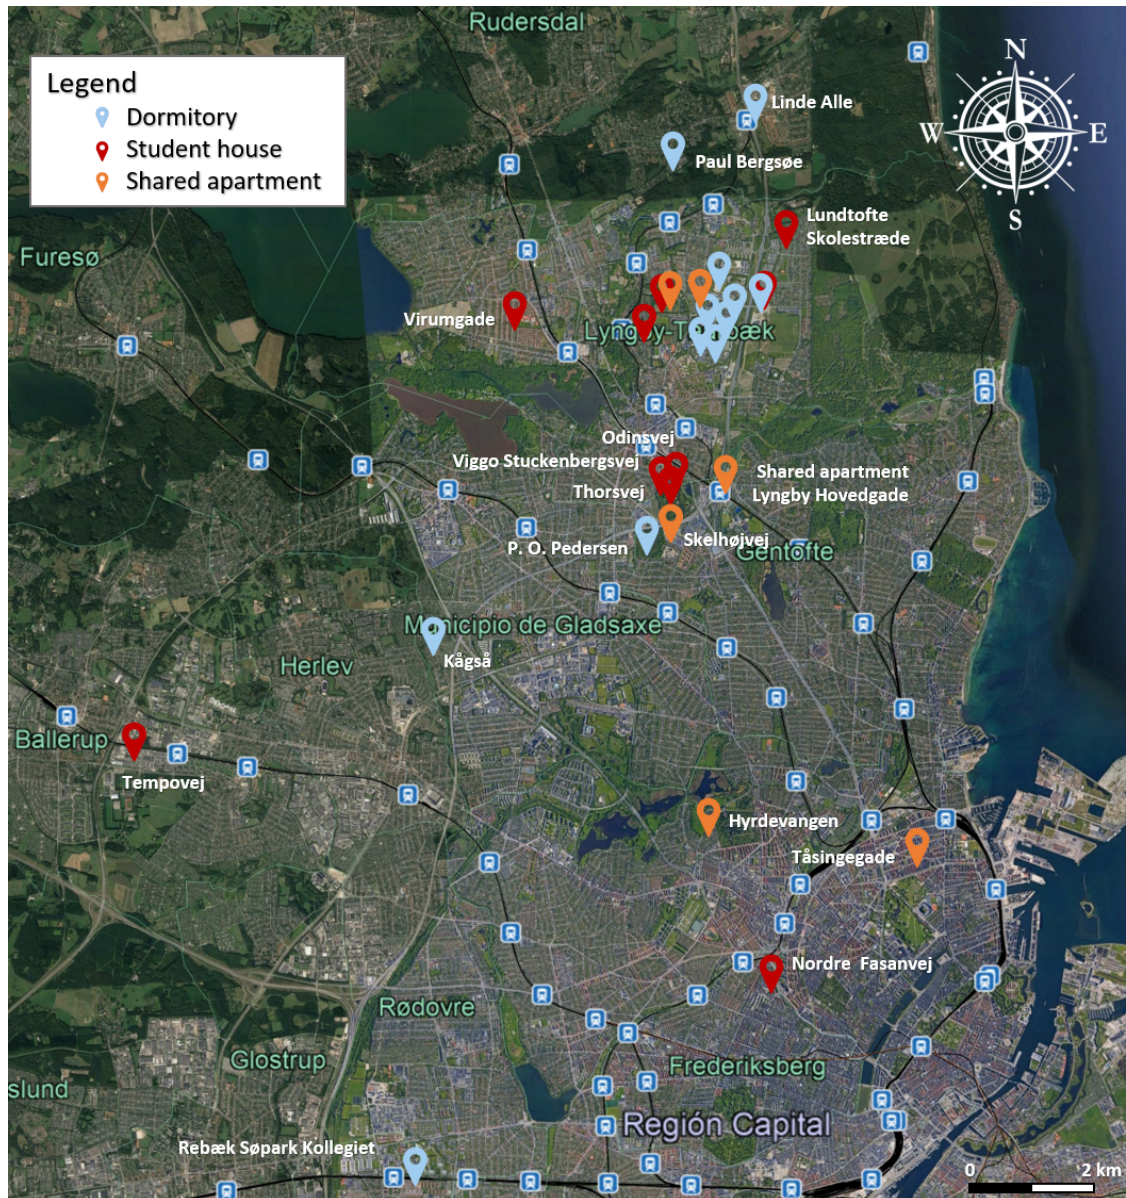 Rudersdal
Legend
Dormitory
Student house
Shared apartment
N
W
E
S
Linde Alle
Paul Bergsøe
Lundtofte
Skolestræde
Furesø
Virumgade
Odinsvej
Viggo Stuckenbergsvej
Thorsvej
Shared apartment
Lyngby Hovedgade
P. O. Pedersen
Skelhøjvej
Gentofte
Municipio de Gladsaxe
Kågså
Herlev
Ballerup
Tempovej
Hyrdevangen
Tåsingegade
Nordre Fasanvej
Rødovre
Glostrup
Frederiksberg
slund
Región Capital
Rebæk Søpark Kollegiet
0 2 km